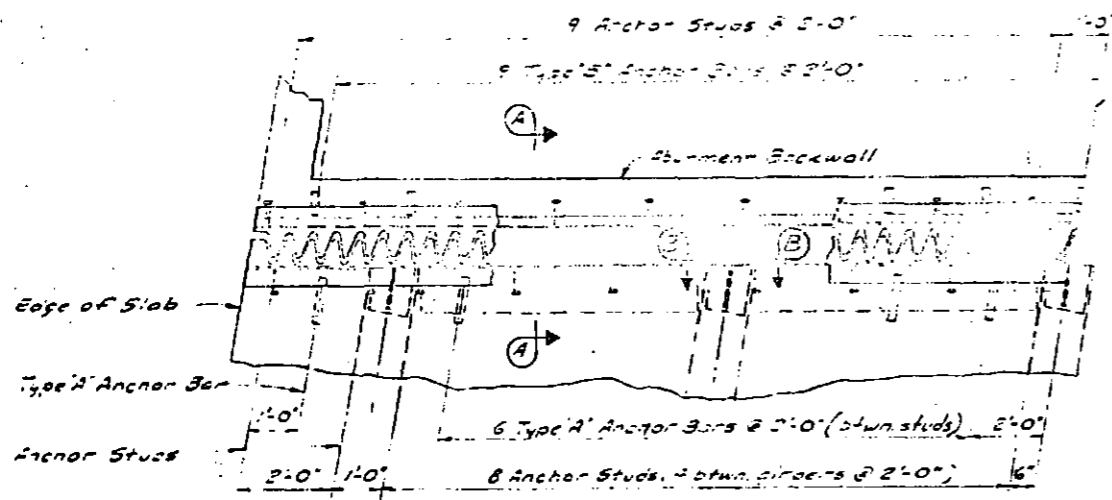 9 Anchor Studs @ 2'-0"
1'-0"
9 Type "B" Anchor Bars @ 2'-0"
A
Abutment Backwall
B
B
Edge of Slab
A
Type "A" Anchor Bar
1'-0"
6 Type "A" Anchor Bars @ 2'-0" (btwn. studs)
2'-0"
Anchor Studs
2'-0"
1'-0"
8 Anchor Studs, 4 btwn. girders @ 2'-0"
6"